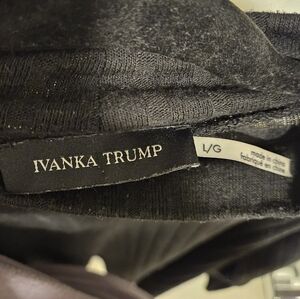 IVANKA TRUMP
L/G
made in china
fabriqué en chine